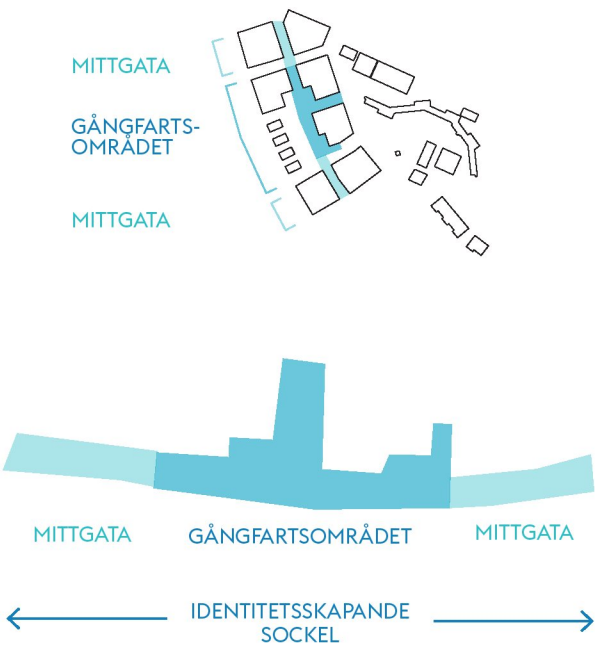 MITTGATA
GÅNGFARTS-
OMRÅDET
MITTGATA
MITTGATA
GÅNGFARTSOMRÅDET
MITTGATA
IDENTITETSSKAPANDE
SOCKEL